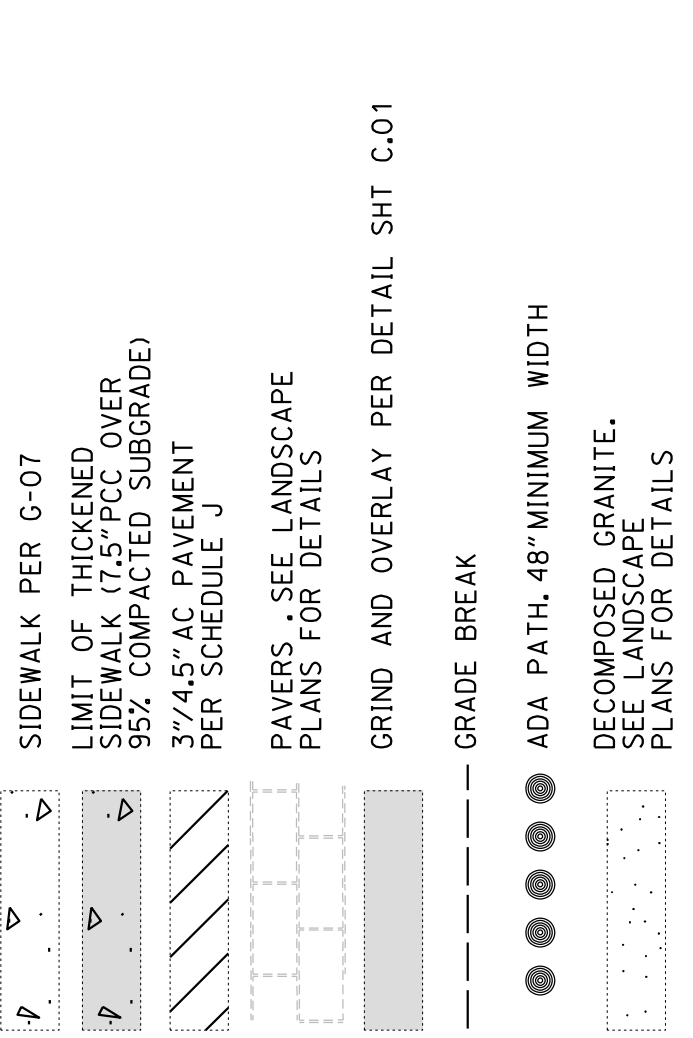 SIDEWALK PER G-07
LIMIT OF THICKENED
SIDEWALK (7.5" PCC OVER
95% COMPACTED SUBGRADE)
3"/4.5" AC PAVEMENT
PER SCHEDULE J
PAVERS . SEE LANDSCAPE
PLANS FOR DETAILS
GRIND AND OVERLAY PER DETAIL SHT C.01
GRADE BREAK
ADA PATH. 48" MINIMUM WIDTH
DECOMPOSED GRANITE.
SEE LANDSCAPE
PLANS FOR DETAILS